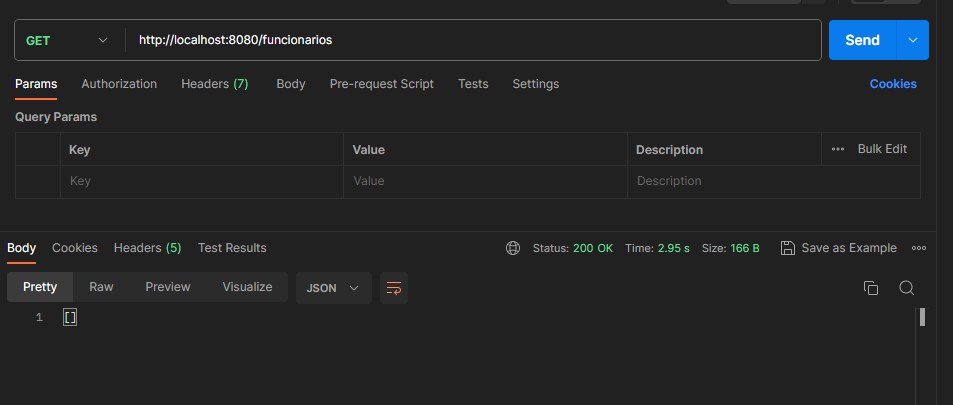 GET http://localhost:8080/funcionarios Send
Params Authorization Headers (7) Body Pre-request Script Tests Settings Cookies
Query Params
Key Value Description Bulk Edit
Key Value Description
Body Cookies Headers (5) Test Results Status: 200 OK Time: 2.95 s Size: 166 B Save as Example
Pretty Raw Preview Visualize JSON
1 []